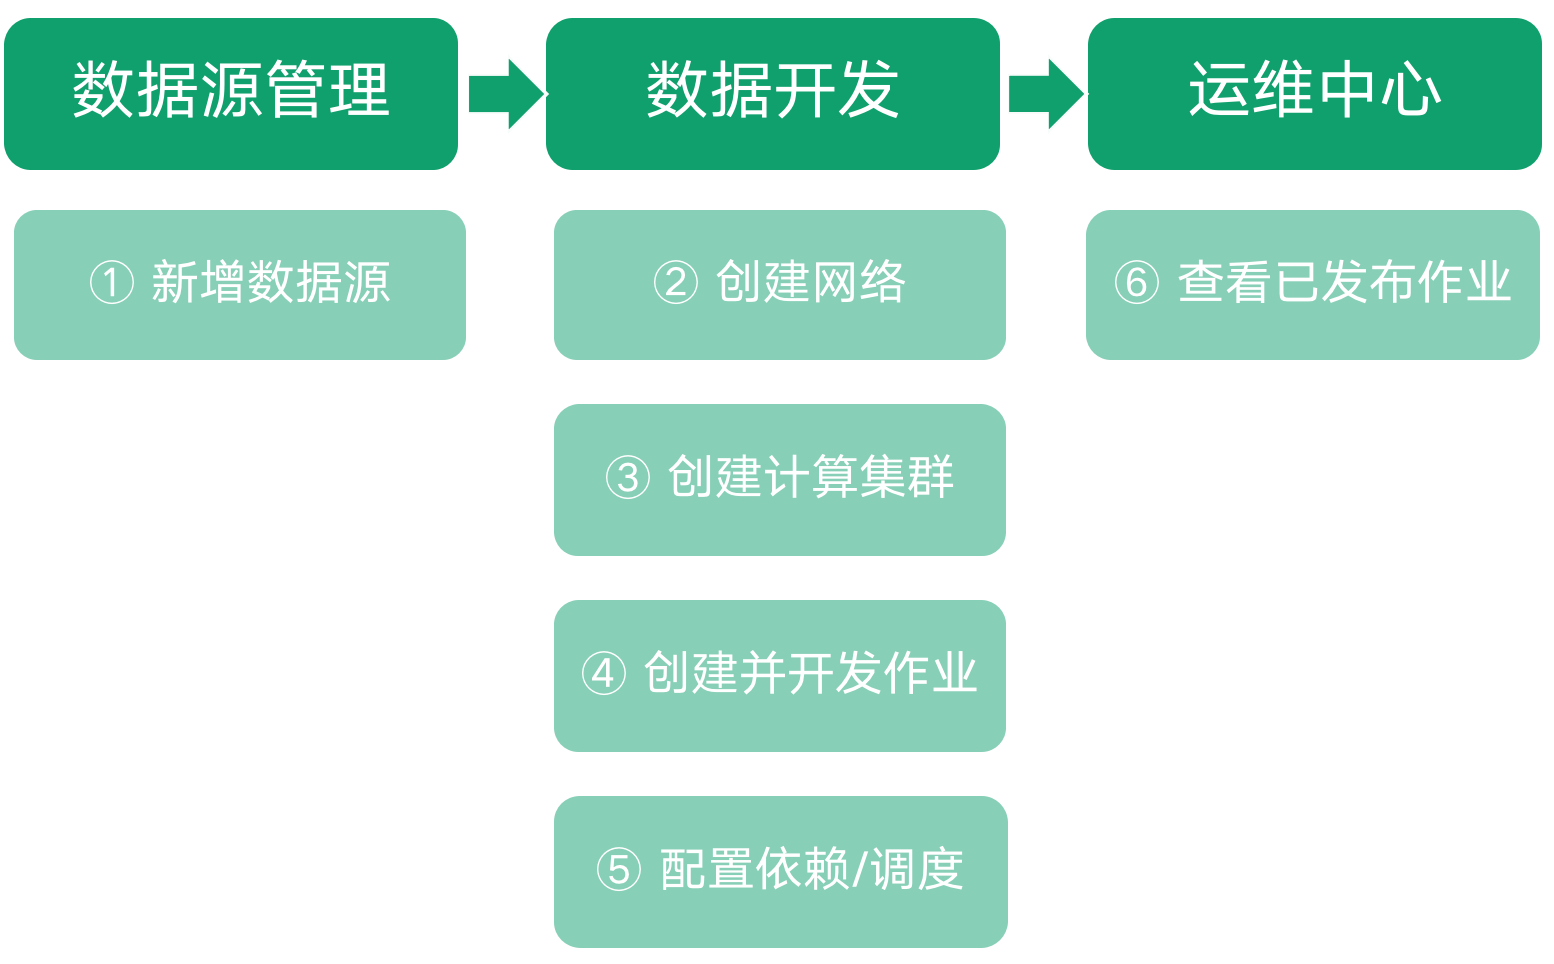 数据源管理
数据开发
运维中心
① 新增数据源
② 创建网络
⑥ 查看已发布作业
③ 创建计算集群
④ 创建并开发作业
⑤ 配置依赖/调度